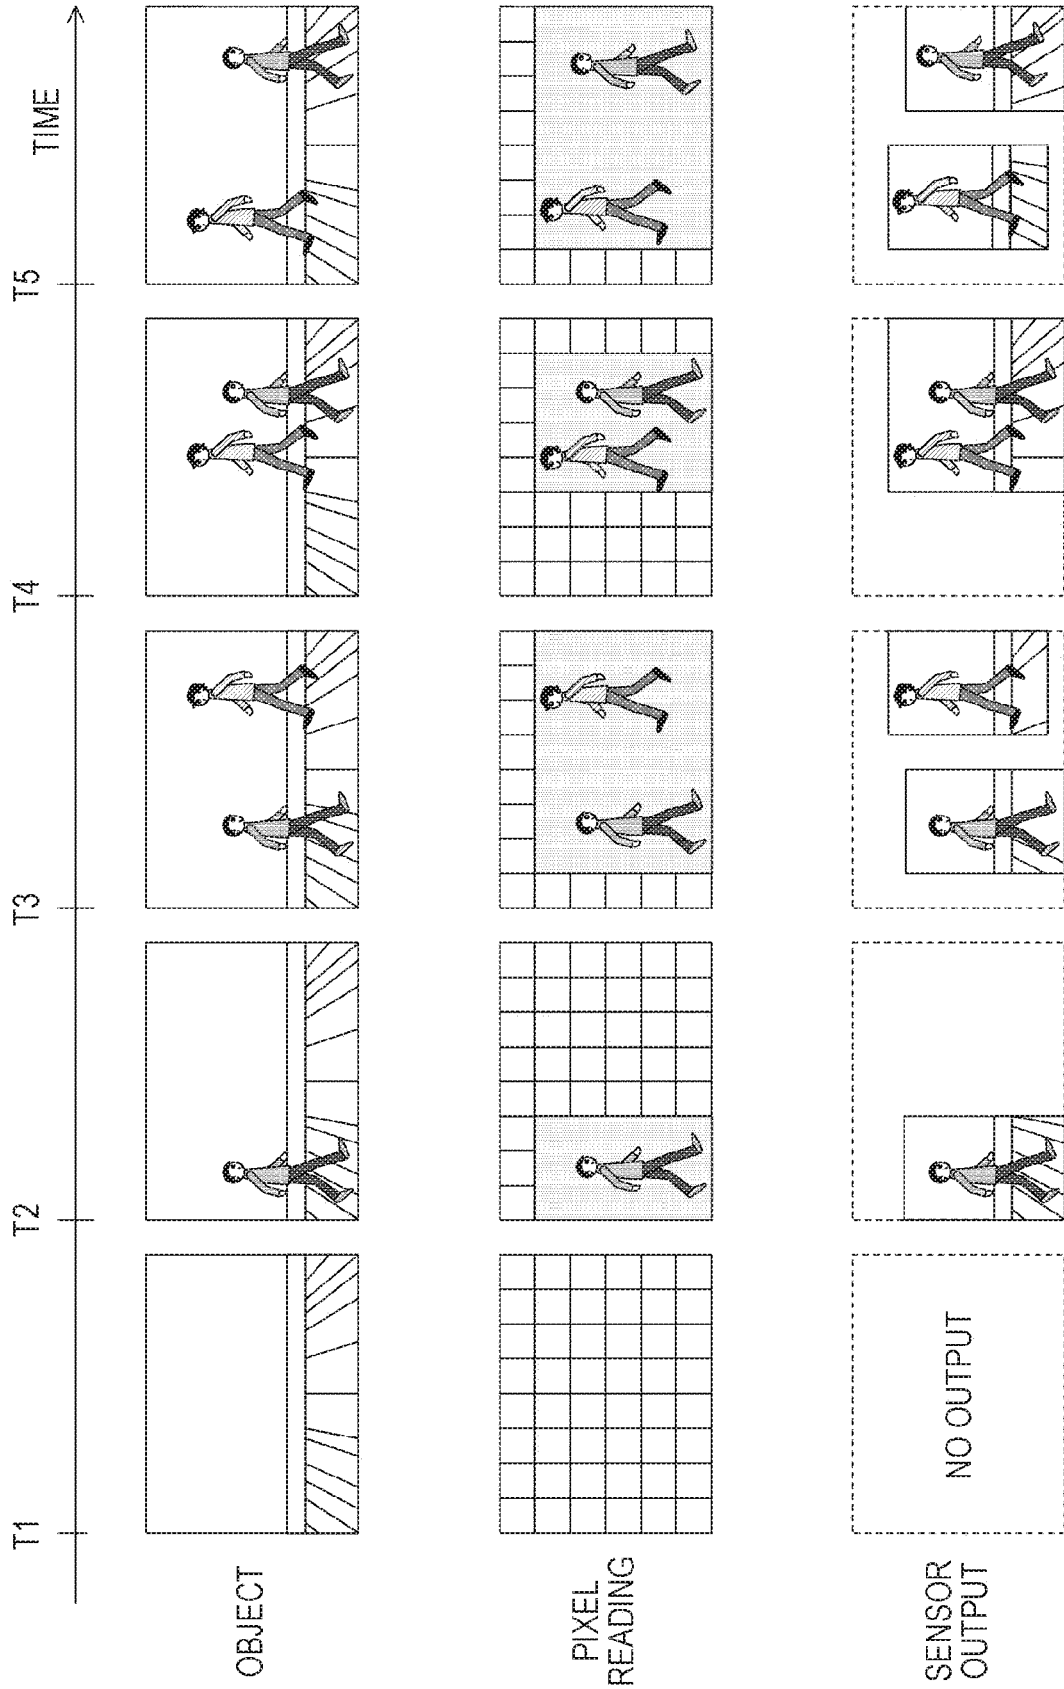 TIME
T1 T2 T3 T4 T5
OBJECT
PIXEL
READING
SENSOR
OUTPUT
NO OUTPUT